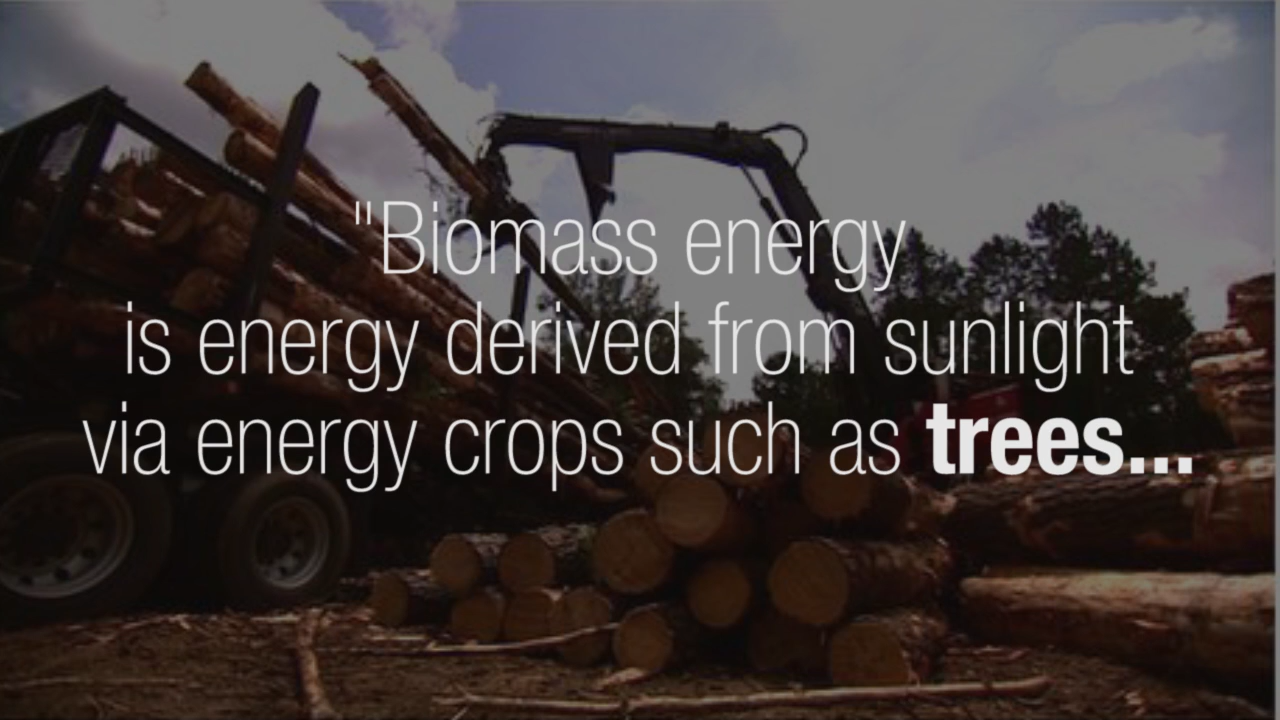 "Biomass energy
is energy derived from sunlight
via energy crops such as trees...